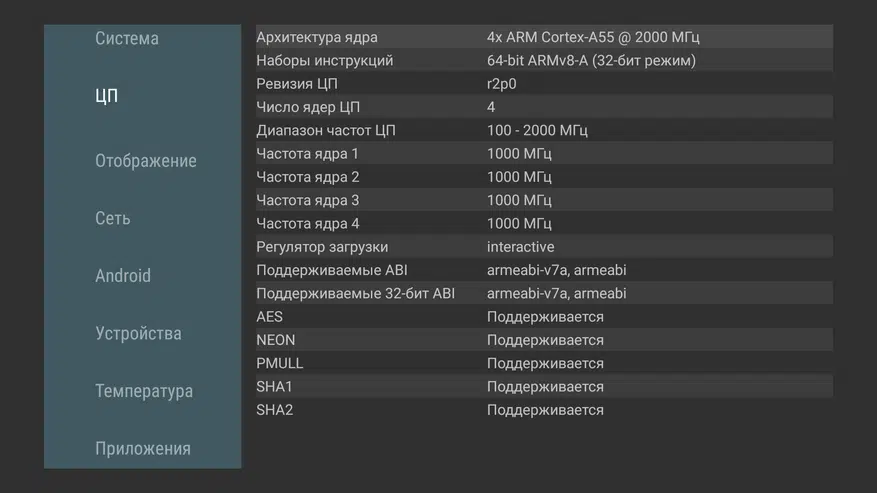 Система
ЦП
Отображение
Сеть
Android
Устройства
Температура
Приложения
Архитектура ядра 4x ARM Cortex-A55 @ 2000 МГц
Наборы инструкций 64-bit ARMv8-A (32-бит режим)
Ревизия ЦП r2p0
Число ядер ЦП 4
Диапазон частот ЦП 100 - 2000 МГц
Частота ядра 1 1000 МГц
Частота ядра 2 1000 МГц
Частота ядра 3 1000 МГц
Частота ядра 4 1000 МГц
Регулятор загрузки interactive
Поддерживаемые ABI armeabi-v7a, armeabi
Поддерживаемые 32-бит ABI armeabi-v7a, armeabi
AES Поддерживается
NEON Поддерживается
PMULL Поддерживается
SHA1 Поддерживается
SHA2 Поддерживается